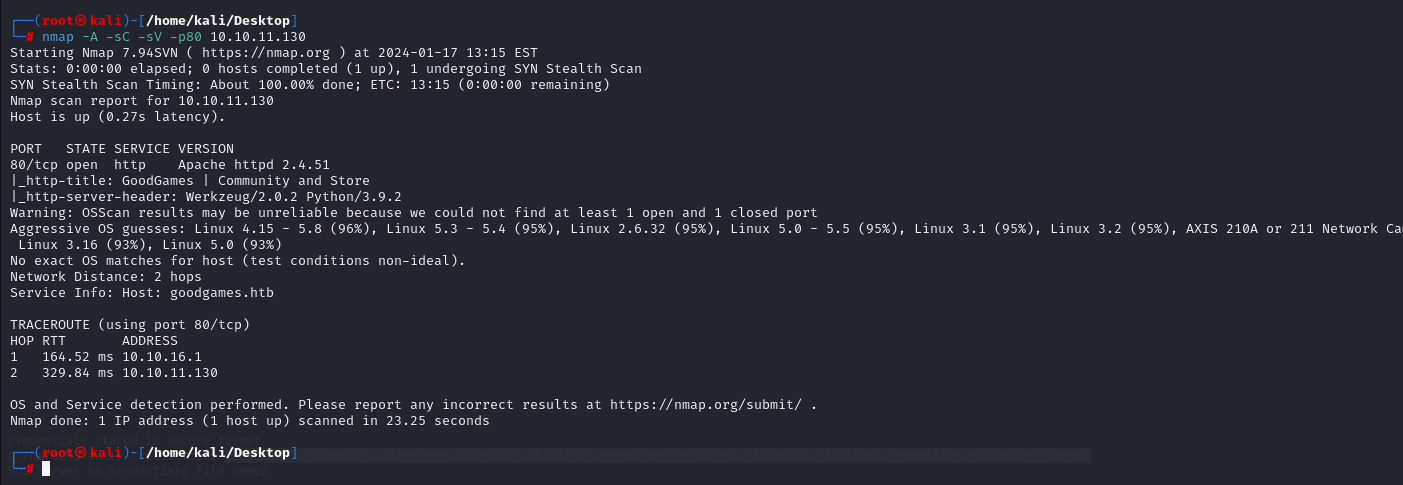 ┌──(root㉿kali)-[/home/kali/Desktop]
└─# nmap -A -sC -sV -p80 10.10.11.130
Starting Nmap 7.94SVN ( https://nmap.org ) at 2024-01-17 13:15 EST
Stats: 0:00:00 elapsed; 0 hosts completed (1 up), 1 undergoing SYN Stealth Scan
SYN Stealth Scan Timing: About 100.00% done; ETC: 13:15 (0:00:00 remaining)
Nmap scan report for 10.10.11.130
Host is up (0.27s latency).
PORT   STATE SERVICE VERSION
80/tcp open  http    Apache httpd 2.4.51
|_http-title: GoodGames | Community and Store
|_http-server-header: Werkzeug/2.0.2 Python/3.9.2
Warning: OSScan results may be unreliable because we could not find at least 1 open and 1 closed port
Aggressive OS guesses: Linux 4.15 - 5.8 (96%), Linux 5.3 - 5.4 (95%), Linux 2.6.32 (95%), Linux 5.0 - 5.5 (95%), Linux 3.1 (95%), Linux 3.2 (95%), AXIS 210A or 211 Network Ca
Linux 3.16 (93%), Linux 5.0 (93%)
No exact OS matches for host (test conditions non-ideal).
Network Distance: 2 hops
Service Info: Host: goodgames.htb
TRACEROUTE (using port 80/tcp)
HOP RTT       ADDRESS
1   164.52 ms 10.10.16.1
2   329.84 ms 10.10.11.130
OS and Service detection performed. Please report any incorrect results at https://nmap.org/submit/ .
Nmap done: 1 IP address (1 host up) scanned in 23.25 seconds
Credentials stored in secure format
┌──(root㉿kali)-[/home/kali/Desktop]
└─#
sa credentials file